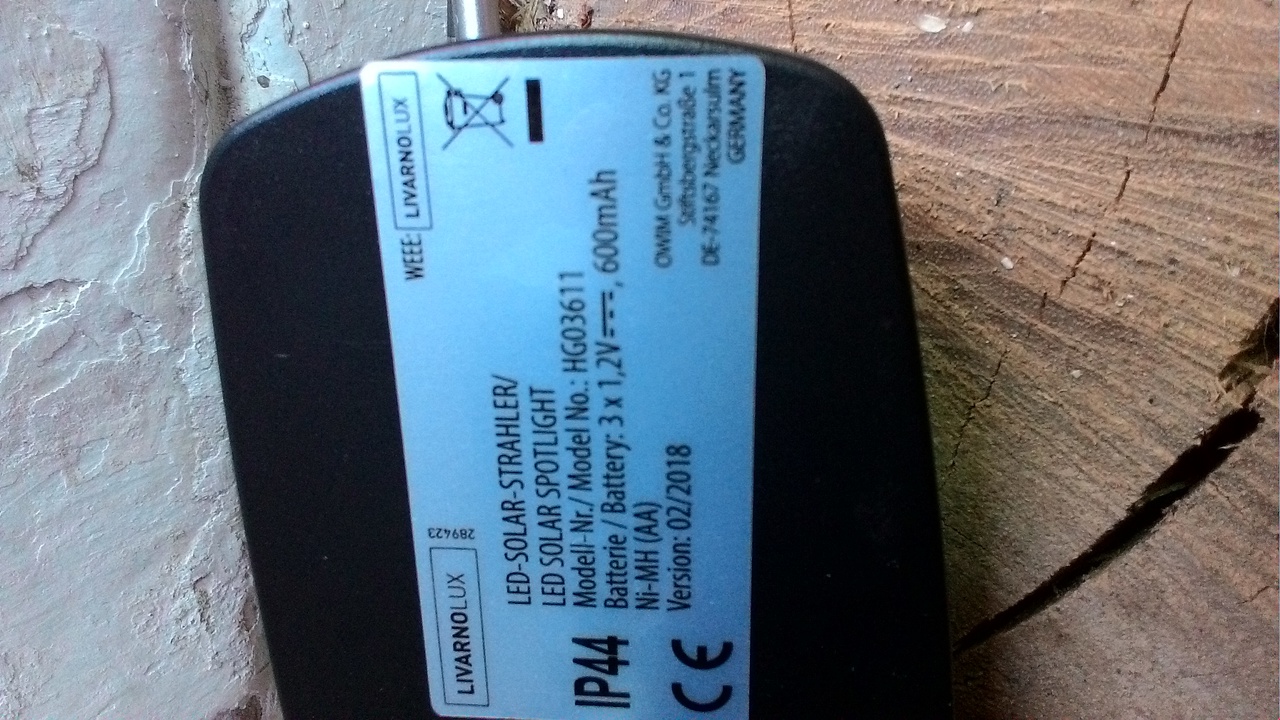 LIVARNOLUX
289423
WEEE: LIVARNOLUX
LED-SOLAR-STRAHLER/
LED SOLAR SPOTLIGHT
Modell-Nr./ Model No.: HG03611
Batterie / Battery: 3 x 1,2V⎓, 600mAh
Ni-MH (AA)
Version: 02/2018
IP44
CE
OWIM GmbH & Co. KG
Stiftsbergstraße 1
DE-74167 Neckarsulm
GERMANY